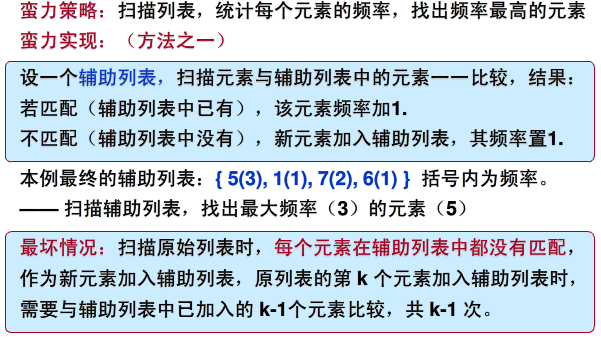 蛮力策略：扫描列表，统计每个元素的频率，找出频率最高的元素
蛮力实现：（方法之一）
设一个辅助列表，扫描元素与辅助列表中的元素一一比较，结果：
若匹配（辅助列表中已有），该元素频率加1.
不匹配（辅助列表中没有），新元素加入辅助列表，其频率置1.
本例最终的辅助列表：{ 5(3), 1(1), 7(2), 6(1) } 括号内为频率。
—— 扫描辅助列表，找出最大频率（3）的元素（5）
最坏情况：扫描原始列表时，每个元素在辅助列表中都没有匹配，
作为新元素加入辅助列表，原列表的第 k 个元素加入辅助列表时，
需要与辅助列表中已加入的 k-1个元素比较，共 k-1 次。